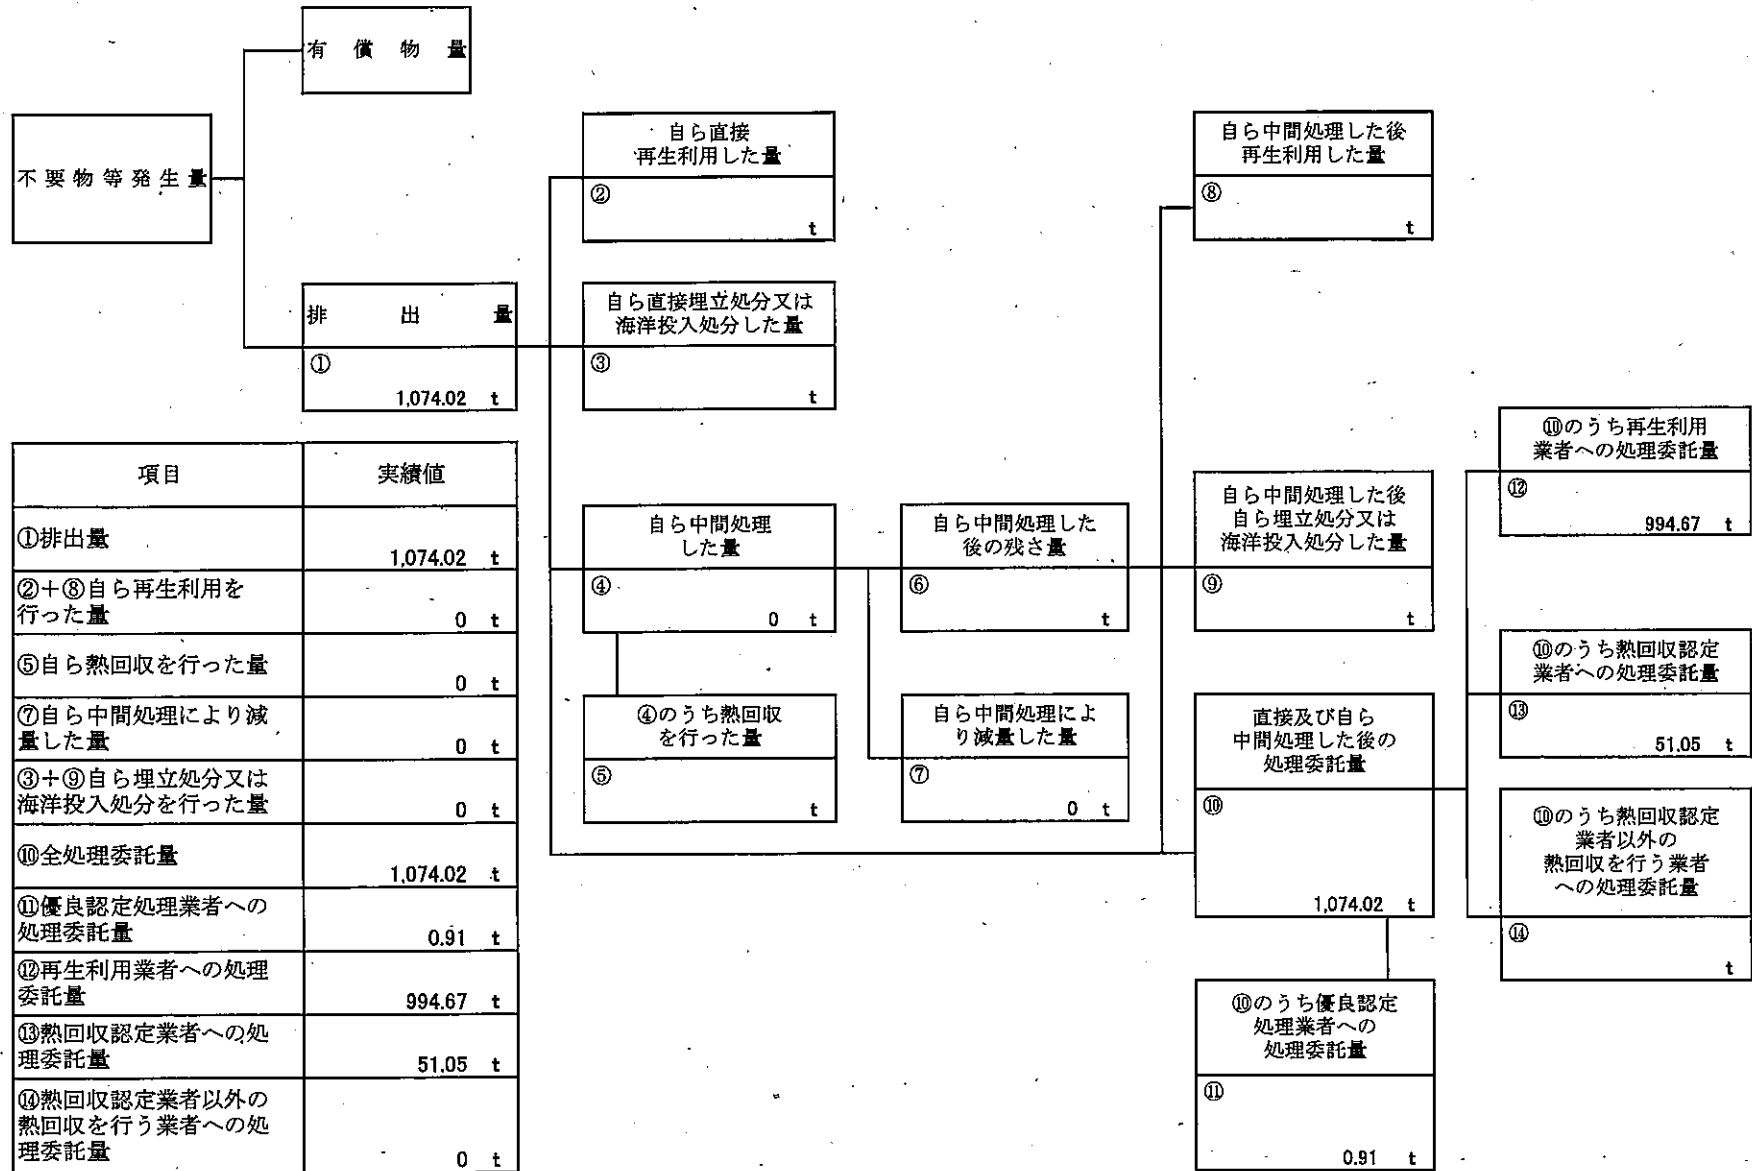 有償物量
不要物等発生量
排出量
①
1,074.02 t
自ら直接
再生利用した量
②
t
自ら直接埋立処分又は
海洋投入処分した量
③
t
自ら中間処理
した量
④
0 t
④のうち熱回収
を行った量
⑤
t
自ら中間処理した
後の残さ量
⑥
t
自ら中間処理によ
り減量した量
⑦
0 t
自ら中間処理した後
再生利用した量
⑧
t
自ら中間処理した後
自ら埋立処分又は
海洋投入処分した量
⑨
t
直接及び自ら
中間処理した後の
処理委託量
⑩
1,074.02 t
⑩のうち優良認定
処理業者への
処理委託量
⑪
0.91 t
⑩のうち再生利用
業者への処理委託量
⑫
994.67 t
⑩のうち熱回収認定
業者への処理委託量
⑬
51.05 t
⑩のうち熱回収認定
業者以外の
熱回収を行う業者
への処理委託量
⑭
t
項目 実績値
①排出量
1,074.02 t
②＋⑧自ら再生利用を
行った量
0 t
⑤自ら熱回収を行った量
0 t
⑦自ら中間処理により減
量した量
0 t
③＋⑨自ら埋立処分又は
海洋投入処分を行った量
0 t
⑩全処理委託量
1,074.02 t
⑪優良認定処理業者への
処理委託量
0.91 t
⑫再生利用業者への処理
委託量
994.67 t
⑬熱回収認定業者への処
理委託量
51.05 t
⑭熱回収認定業者以外の
熱回収を行う業者への処
理委託量
0 t